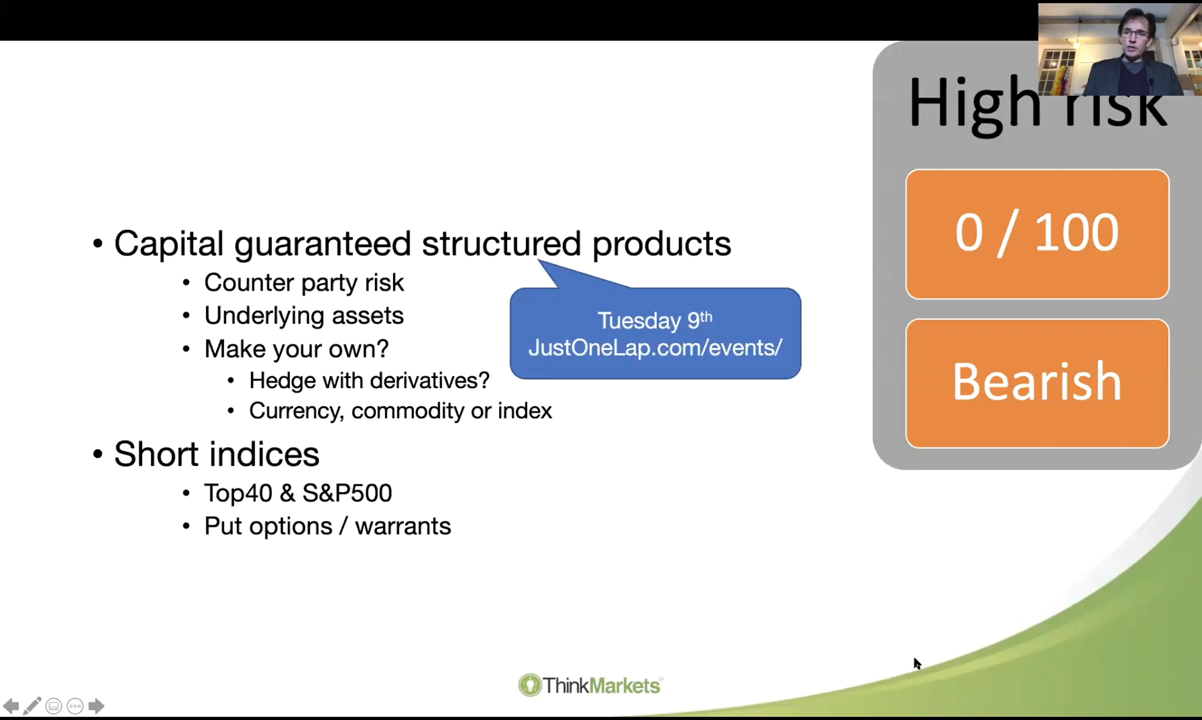 High risk
0 / 100
Bearish
• Capital guaranteed structured products
• Counter party risk
• Underlying assets
• Make your own?
• Hedge with derivatives?
• Currency, commodity or index
Tuesday 9th
JustOneLap.com/events/
• Short indices
• Top40 & S&P500
• Put options / warrants
ThinkMarkets